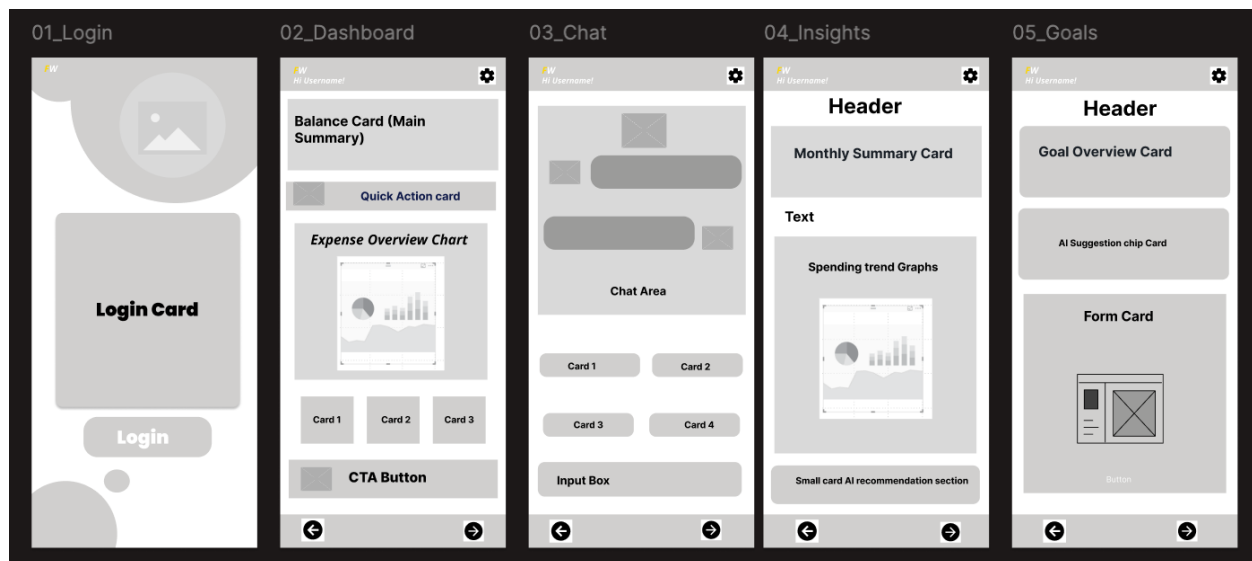 01_Login
W
Login Card
Login
02_Dashboard
W
Hi Username!
Balance Card (Main
Summary)
Quick Action card
Expense Overview Chart
Card 1
Card 2
Card 3
CTA Button
03_Chat
W
Hi Username!
Chat Area
Card 1
Card 2
Card 3
Card 4
Input Box
04_Insights
W
Hi Username!
Header
Monthly Summary Card
Text
Spending trend Graphs
Small card AI recommendation section
05_Goals
W
Hi Username!
Header
Goal Overview Card
AI Suggestion chip Card
Form Card
Button